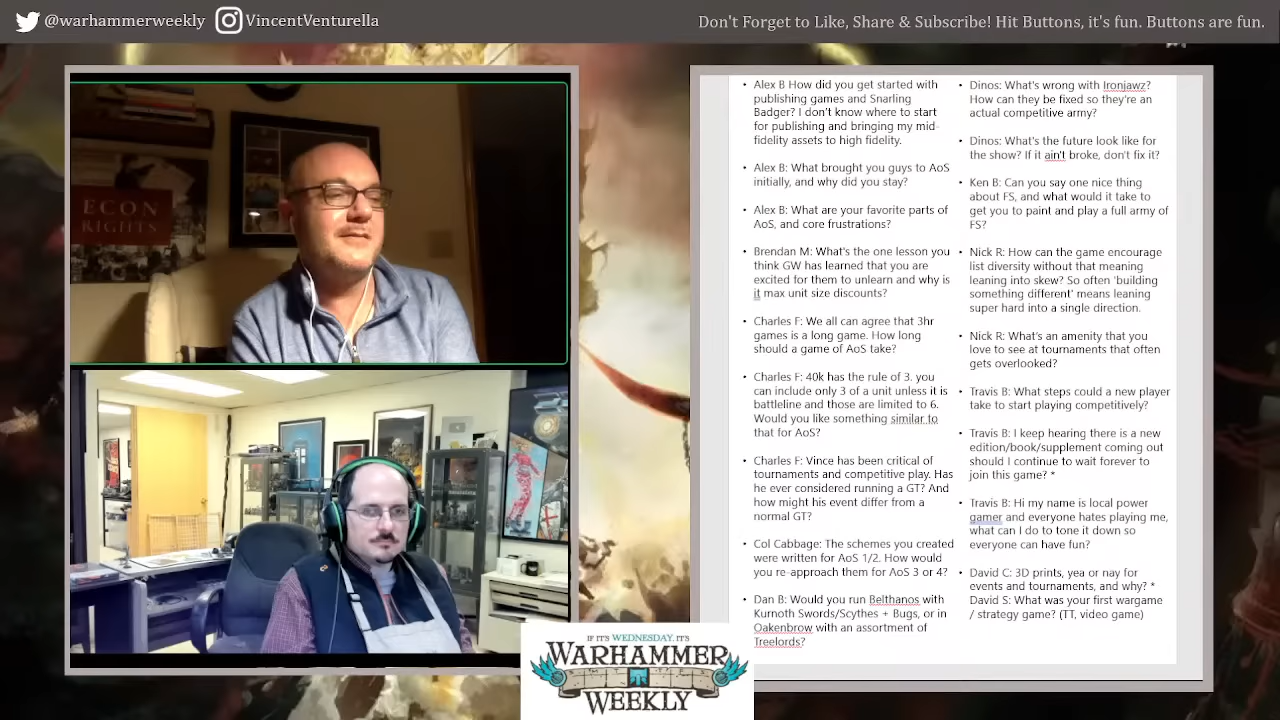 @warhammerweekly VincentVenturella
Don't Forget to Like, Share & Subscribe! Hit Buttons, it's fun. Buttons are fun.
ECON
RIGHTS
• Alex B How did you get started with
publishing games and Snarling
Badger? I don't know where to start
for publishing and bringing my mid-
fidelity assets to high fidelity.
• Alex B: What brought you guys to AoS
initially, and why did you stay?
• Alex B: What are your favorite parts of
AoS, and core frustrations?
• Brendan M: What's the one lesson you
think GW has learned that you are
excited for them to unlearn and why is
it max unit size discounts?
• Charles F: We all can agree that 3hr
games is a long game. How long
should a game of AoS take?
• Charles F: 40k has the rule of 3. you
can include only 3 of a unit unless it is
battleline and those are limited to 6.
Would you like something similar to
that for AoS?
• Charles F: Vince has been critical of
tournaments and competitive play. Has
he ever considered running a GT? And
how might his event differ from a
normal GT?
• Col Cabbage: The schemes you created
were written for AoS 1/2. How would
you re-approach them for AoS 3 or 4?
• Dan B: Would you run Belthanos with
Kurnoth Swords/Scythes + Bugs, or in
Oakenbrow with an assortment of
Treelords?
• Dinos: What's wrong with Ironjawz?
How can they be fixed so they're an
actual competitive army?
• Dinos: What's the future look like for
the show? If it ain't broke, don't fix it?
• Ken B: Can you say one nice thing
about FS, and what would it take to
get you to paint and play a full army of
FS?
• Nick R: How can the game encourage
list diversity without that meaning
leaning into skew? So often 'building
something different' means leaning
super hard into a single direction.
• Nick R: What's an amenity that you
love to see at tournaments that often
gets overlooked?
• Travis B: What steps could a new player
take to start playing competitively?
• Travis B: I keep hearing there is a new
edition/book/supplement coming out
should I continue to wait forever to
join this game? *
• Travis B: Hi my name is local power
gamer and everyone hates playing me,
what can I do to tone it down so
everyone can have fun?
• David C: 3D prints, yea or nay for
events and tournaments, and why? *
David S: What was your first wargame
/ strategy game? (TT, video game)
IF IT'S WEDNESDAY, IT'S
WARHAMMER
WEEKLY